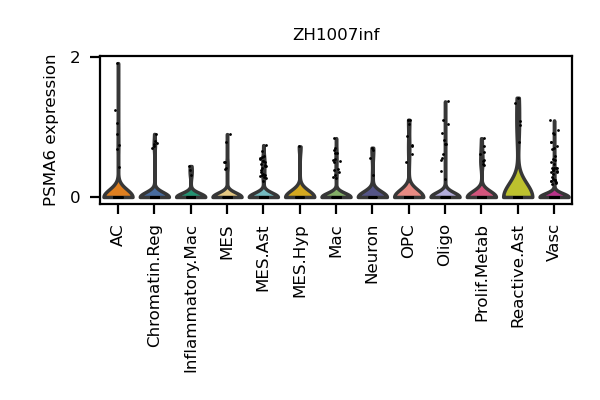 ZH1007inf
PSMA6 expression
2
0
AC
Chromatin.Reg
Inflammatory.Mac
MES
MES.Ast
MES.Hyp
Mac
Neuron
OPC
Oligo
Prolif.Metab
Reactive.Ast
Vasc